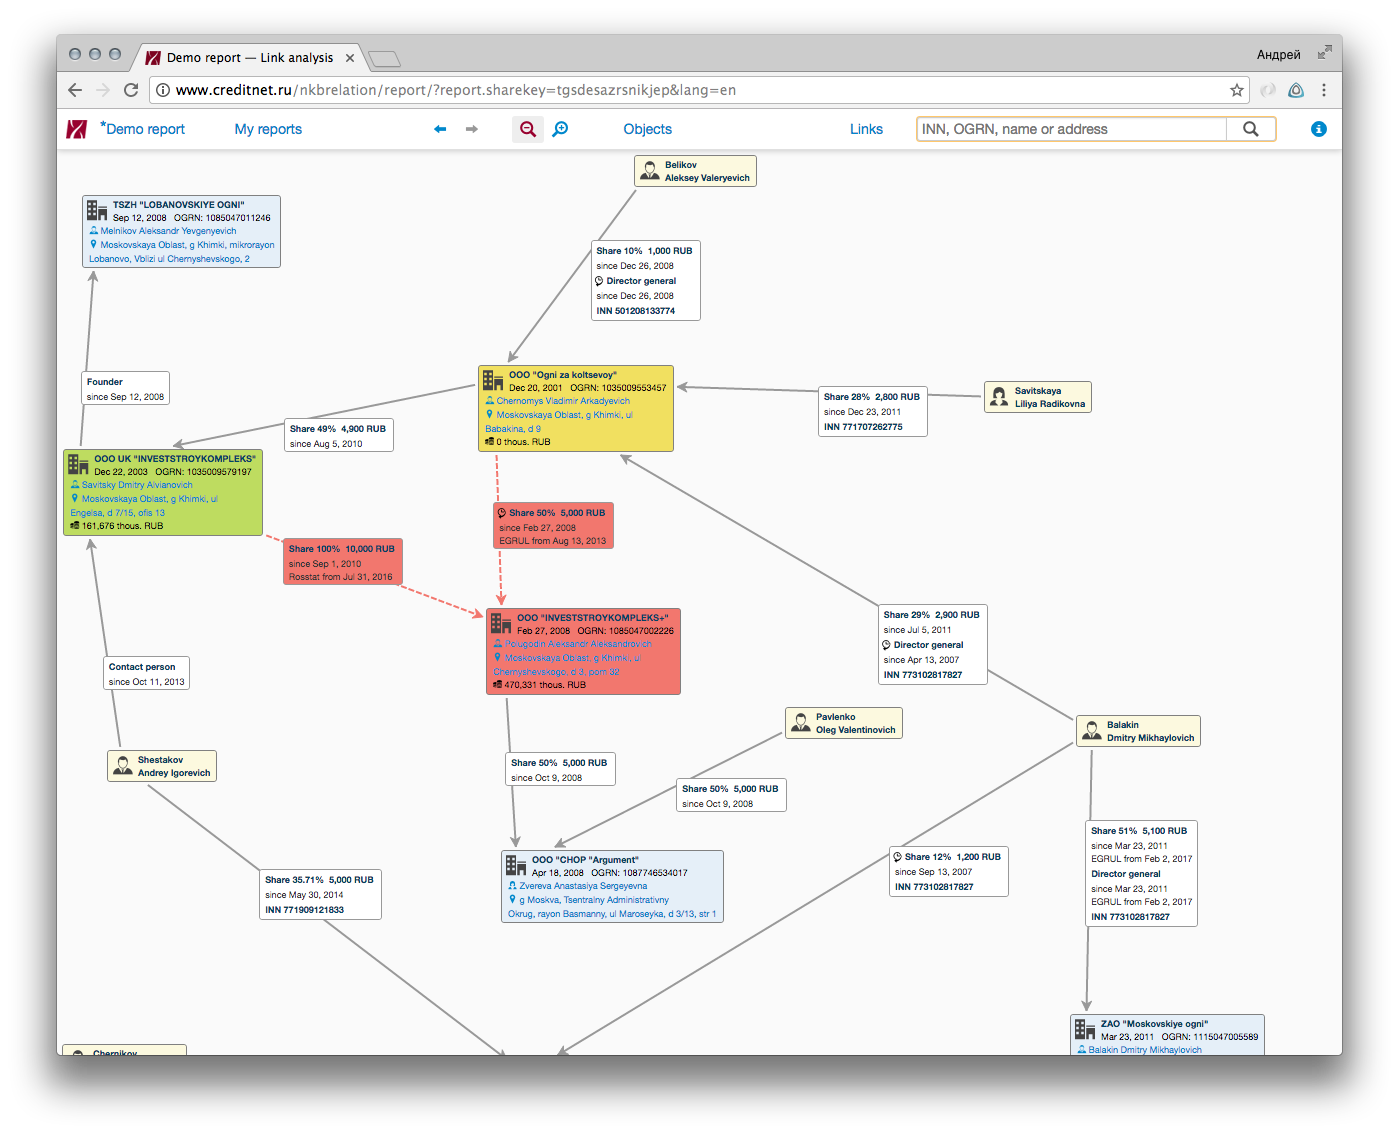 Demo report — Link analysis
Андрей
www.creditnet.ru/nkbrelation/report/?report.sharekey=tgsdesazrsnikjep&lang=en
*Demo report
My reports
Objects
Links
INN, OGRN, name or address
Belikov
Aleksey Valeryevich
TSZH "LOBANOVSKIYE OGNI"
Sep 12, 2008 OGRN: 1085047011246
Melnikov Aleksandr Yevgenyevich
Moskovskaya Oblast, g Khimki, mikrorayon
Lobanovo, Vblizi ul Chernyshevskogo, 2
Share 10% 1,000 RUB
since Dec 26, 2008
Director general
since Dec 26, 2008
INN 501208133774
Founder
since Sep 12, 2008
OOO "Ogni za koltsevoy"
Dec 20, 2001 OGRN: 1035009553457
Chernomys Vladimir Arkadyevich
Moskovskaya Oblast, g Khimki, ul
Babakina, d 9
0 thous. RUB
Share 28% 2,800 RUB
since Dec 23, 2011
INN 771707262775
Savitskaya
Liliya Radikovna
Share 49% 4,900 RUB
since Aug 5, 2010
OOO UK "INVESTSTROYKOMPLEKS"
Dec 22, 2003 OGRN: 1035009579197
Savitsky Dmitry Alvianovich
Moskovskaya Oblast, g Khimki, ul
Engelsa, d 7/15, ofis 13
161,676 thous. RUB
Share 50% 5,000 RUB
since Feb 27, 2008
EGRUL from Aug 13, 2013
Share 100% 10,000 RUB
since Sep 1, 2010
Rosstat from Jul 31, 2016
OOO "INVESTSTROYKOMPLEKS+"
Feb 27, 2008 OGRN: 1085047002226
Polugodin Aleksandr Aleksandrovich
Moskovskaya Oblast, g Khimki, ul
Chernyshevskogo, d 3, pom 32
470,331 thous. RUB
Share 29% 2,900 RUB
since Jul 5, 2011
Director general
since Apr 13, 2007
INN 773102817827
Contact person
since Oct 11, 2013
Pavlenko
Oleg Valentinovich
Balakin
Dmitry Mikhaylovich
Shestakov
Andrey Igorevich
Share 50% 5,000 RUB
since Oct 9, 2008
Share 50% 5,000 RUB
since Oct 9, 2008
Share 51% 5,100 RUB
since Mar 23, 2011
EGRUL from Feb 2, 2017
Director general
since Mar 23, 2011
EGRUL from Feb 2, 2017
INN 773102817827
OOO "CHOP "Argument"
Apr 18, 2008 OGRN: 1087746534017
Zvereva Anastasiya Sergeyevna
g Moskva, Tsentralny Administrativny
Okrug, rayon Basmanny, ul Maroseyka, d 3/13, str 1
Share 12% 1,200 RUB
since Sep 13, 2007
INN 773102817827
Share 35.71% 5,000 RUB
since May 30, 2014
INN 771909121833
ZAO "Moskovskiye ogni"
Mar 23, 2011 OGRN: 1115047005589
Balakin Dmitry Mikhaylovich
Chernikov